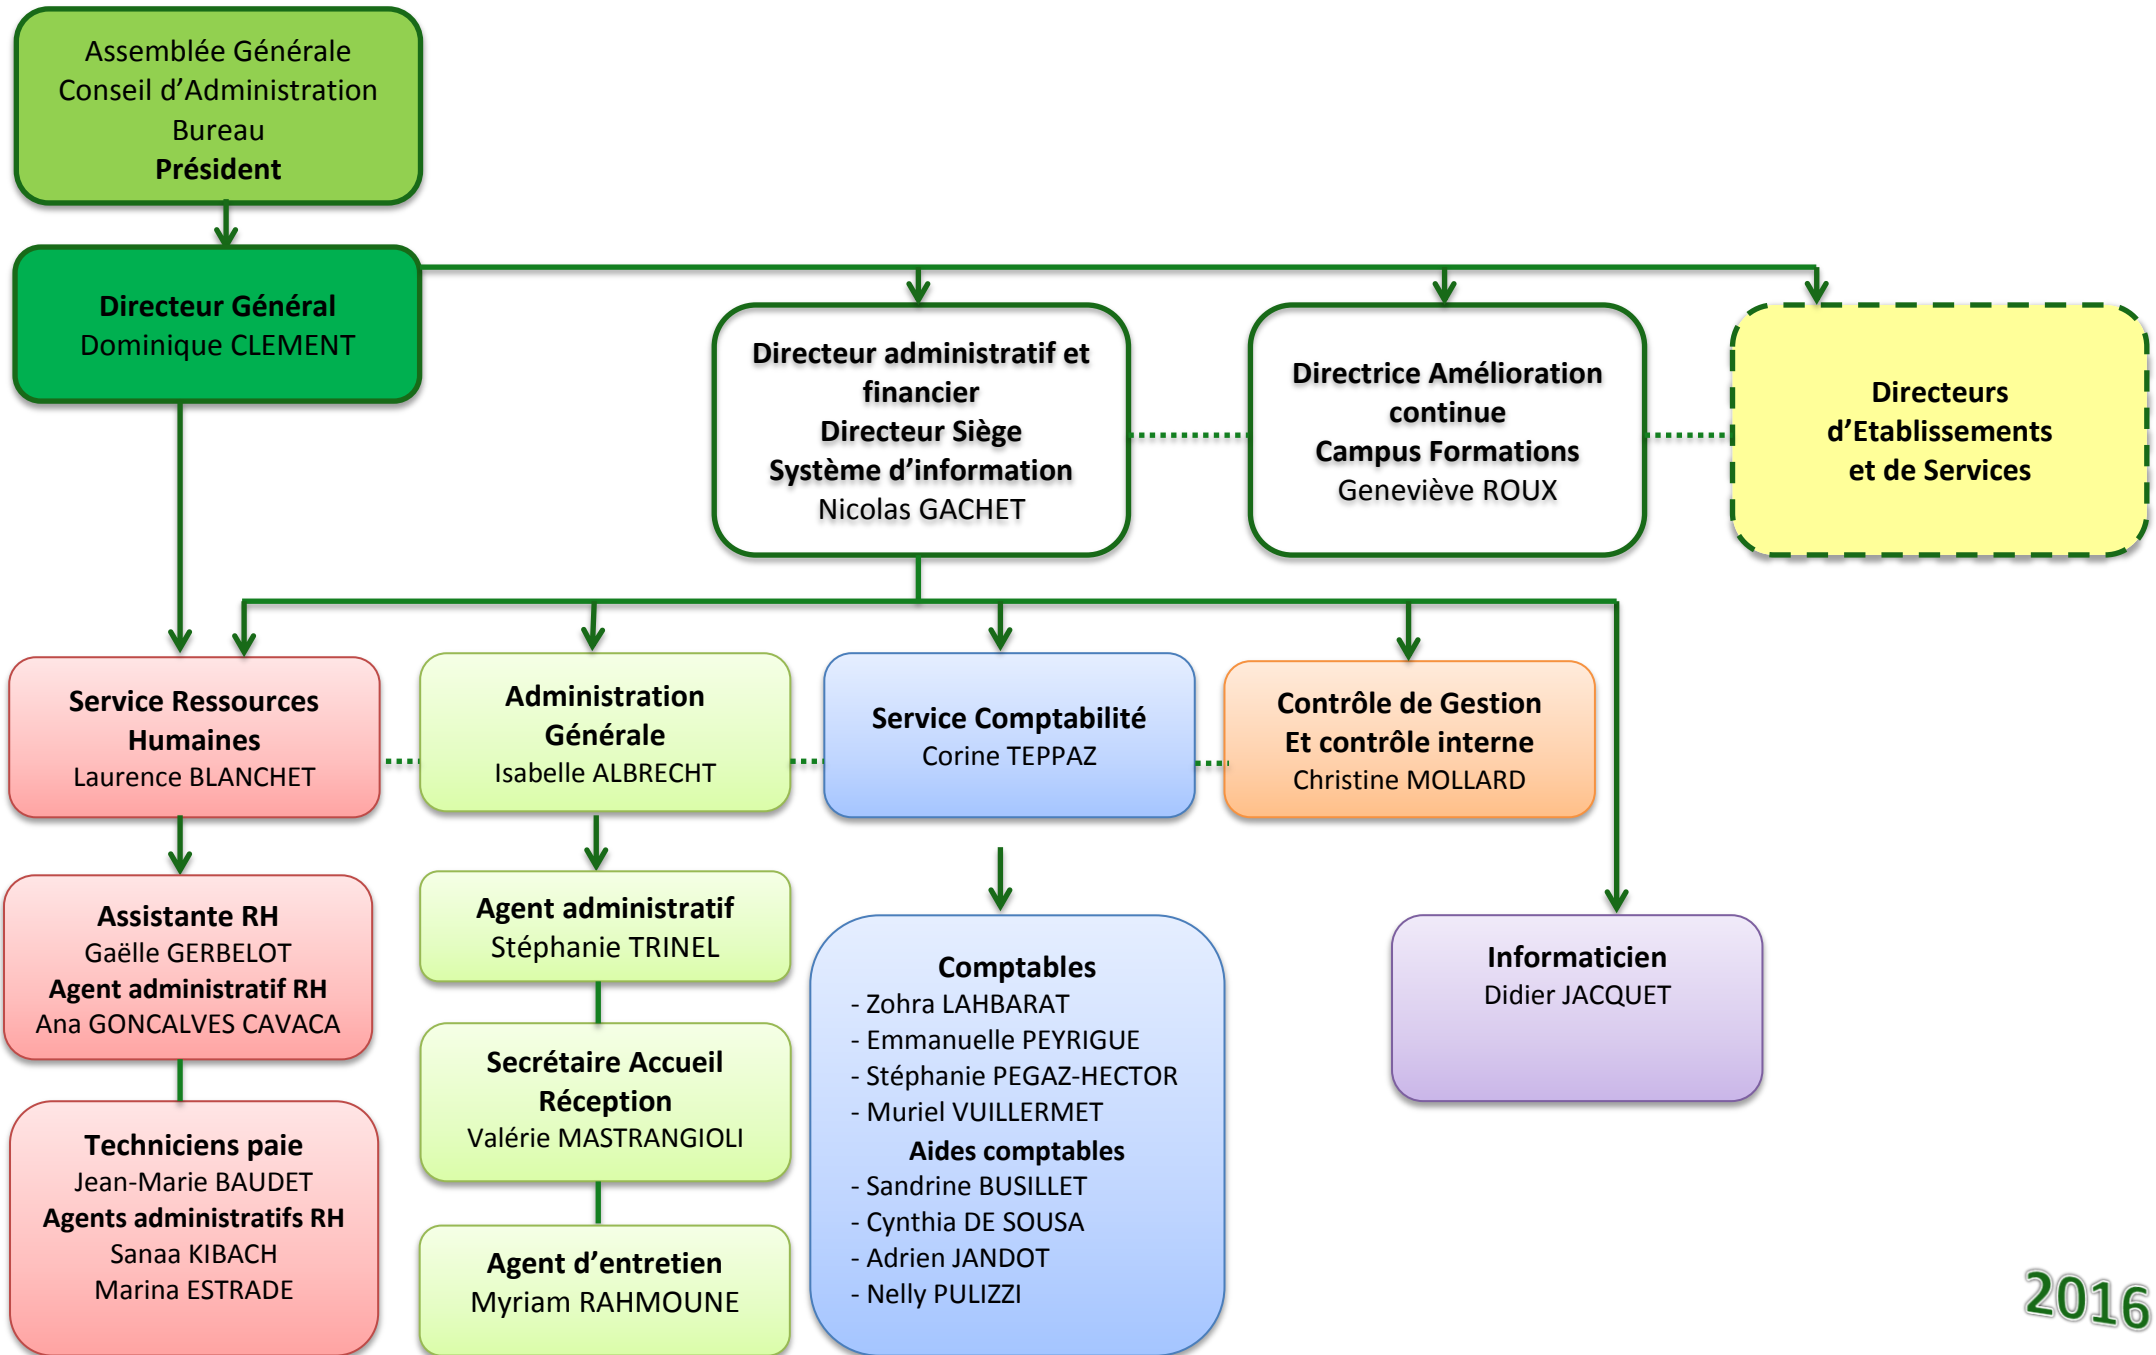 Assemblée Générale
Conseil d’Administration
Bureau
Président
Directeur Général
Dominique CLEMENT
Directeur administratif et
financier
Directeur Siège
Système d’information
Nicolas GACHET
Directrice Amélioration
continue
Campus Formations
Geneviève ROUX
Directeurs
d’Etablissements
et de Services
Service Ressources
Humaines
Laurence BLANCHET
Administration
Générale
Isabelle ALBRECHT
Service Comptabilité
Corine TEPPAZ
Contrôle de Gestion
Et contrôle interne
Christine MOLLARD
Assistante RH
Gaëlle GERBELOT
Agent administratif RH
Ana GONCALVES CAVACA
Techniciens paie
Jean-Marie BAUDET
Agents administratifs RH
Sanaa KIBACH
Marina ESTRADE
Agent administratif
Stéphanie TRINEL
Secrétaire Accueil
Réception
Valérie MASTRANGIOLI
Agent d’entretien
Myriam RAHMOUNE
Comptables
- Zohra LAHBARAT
- Emmanuelle PEYRIGUE
- Stéphanie PEGAZ-HECTOR
- Muriel VUILLERMET
Aides comptables
- Sandrine BUSILLET
- Cynthia DE SOUSA
- Adrien JANDOT
- Nelly PULIZZI
Informaticien
Didier JACQUET
2016